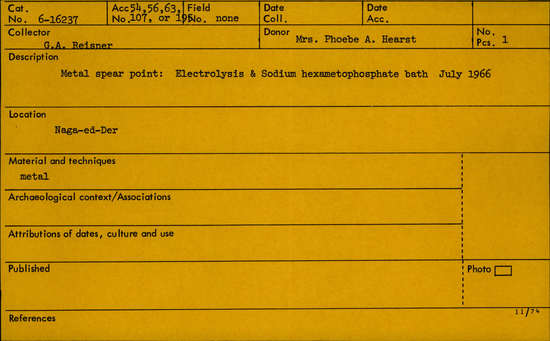 Cat. No. 6-16237
Acc. No. 54,56,63, 107, or 195
Field No. none
Date Coll.
Date Acc.
Collector G.A. Reisner
Donor Mrs. Phoebe A. Hearst
No. Pcs. 1
Description
Metal spear point: Electrolysis & Sodium hexametophosphate bath July 1966
Location
Naga-ed-Der
Material and techniques
metal
Archaeological context/Associations
Attributions of dates, culture and use
Published
Photo
11/74
References